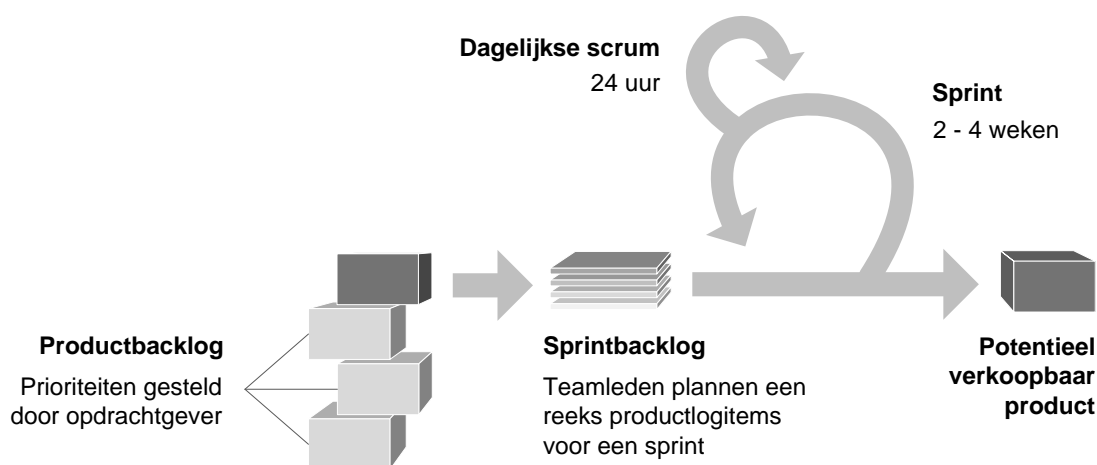 Dagelijkse scrum
24 uur
Sprint
2 - 4 weken
Productbacklog
Prioriteiten gesteld
door opdrachtgever
Sprintbacklog
Teamleden plannen een
reeks productlogitems
voor een sprint
Potentieel
verkoopbaar
product